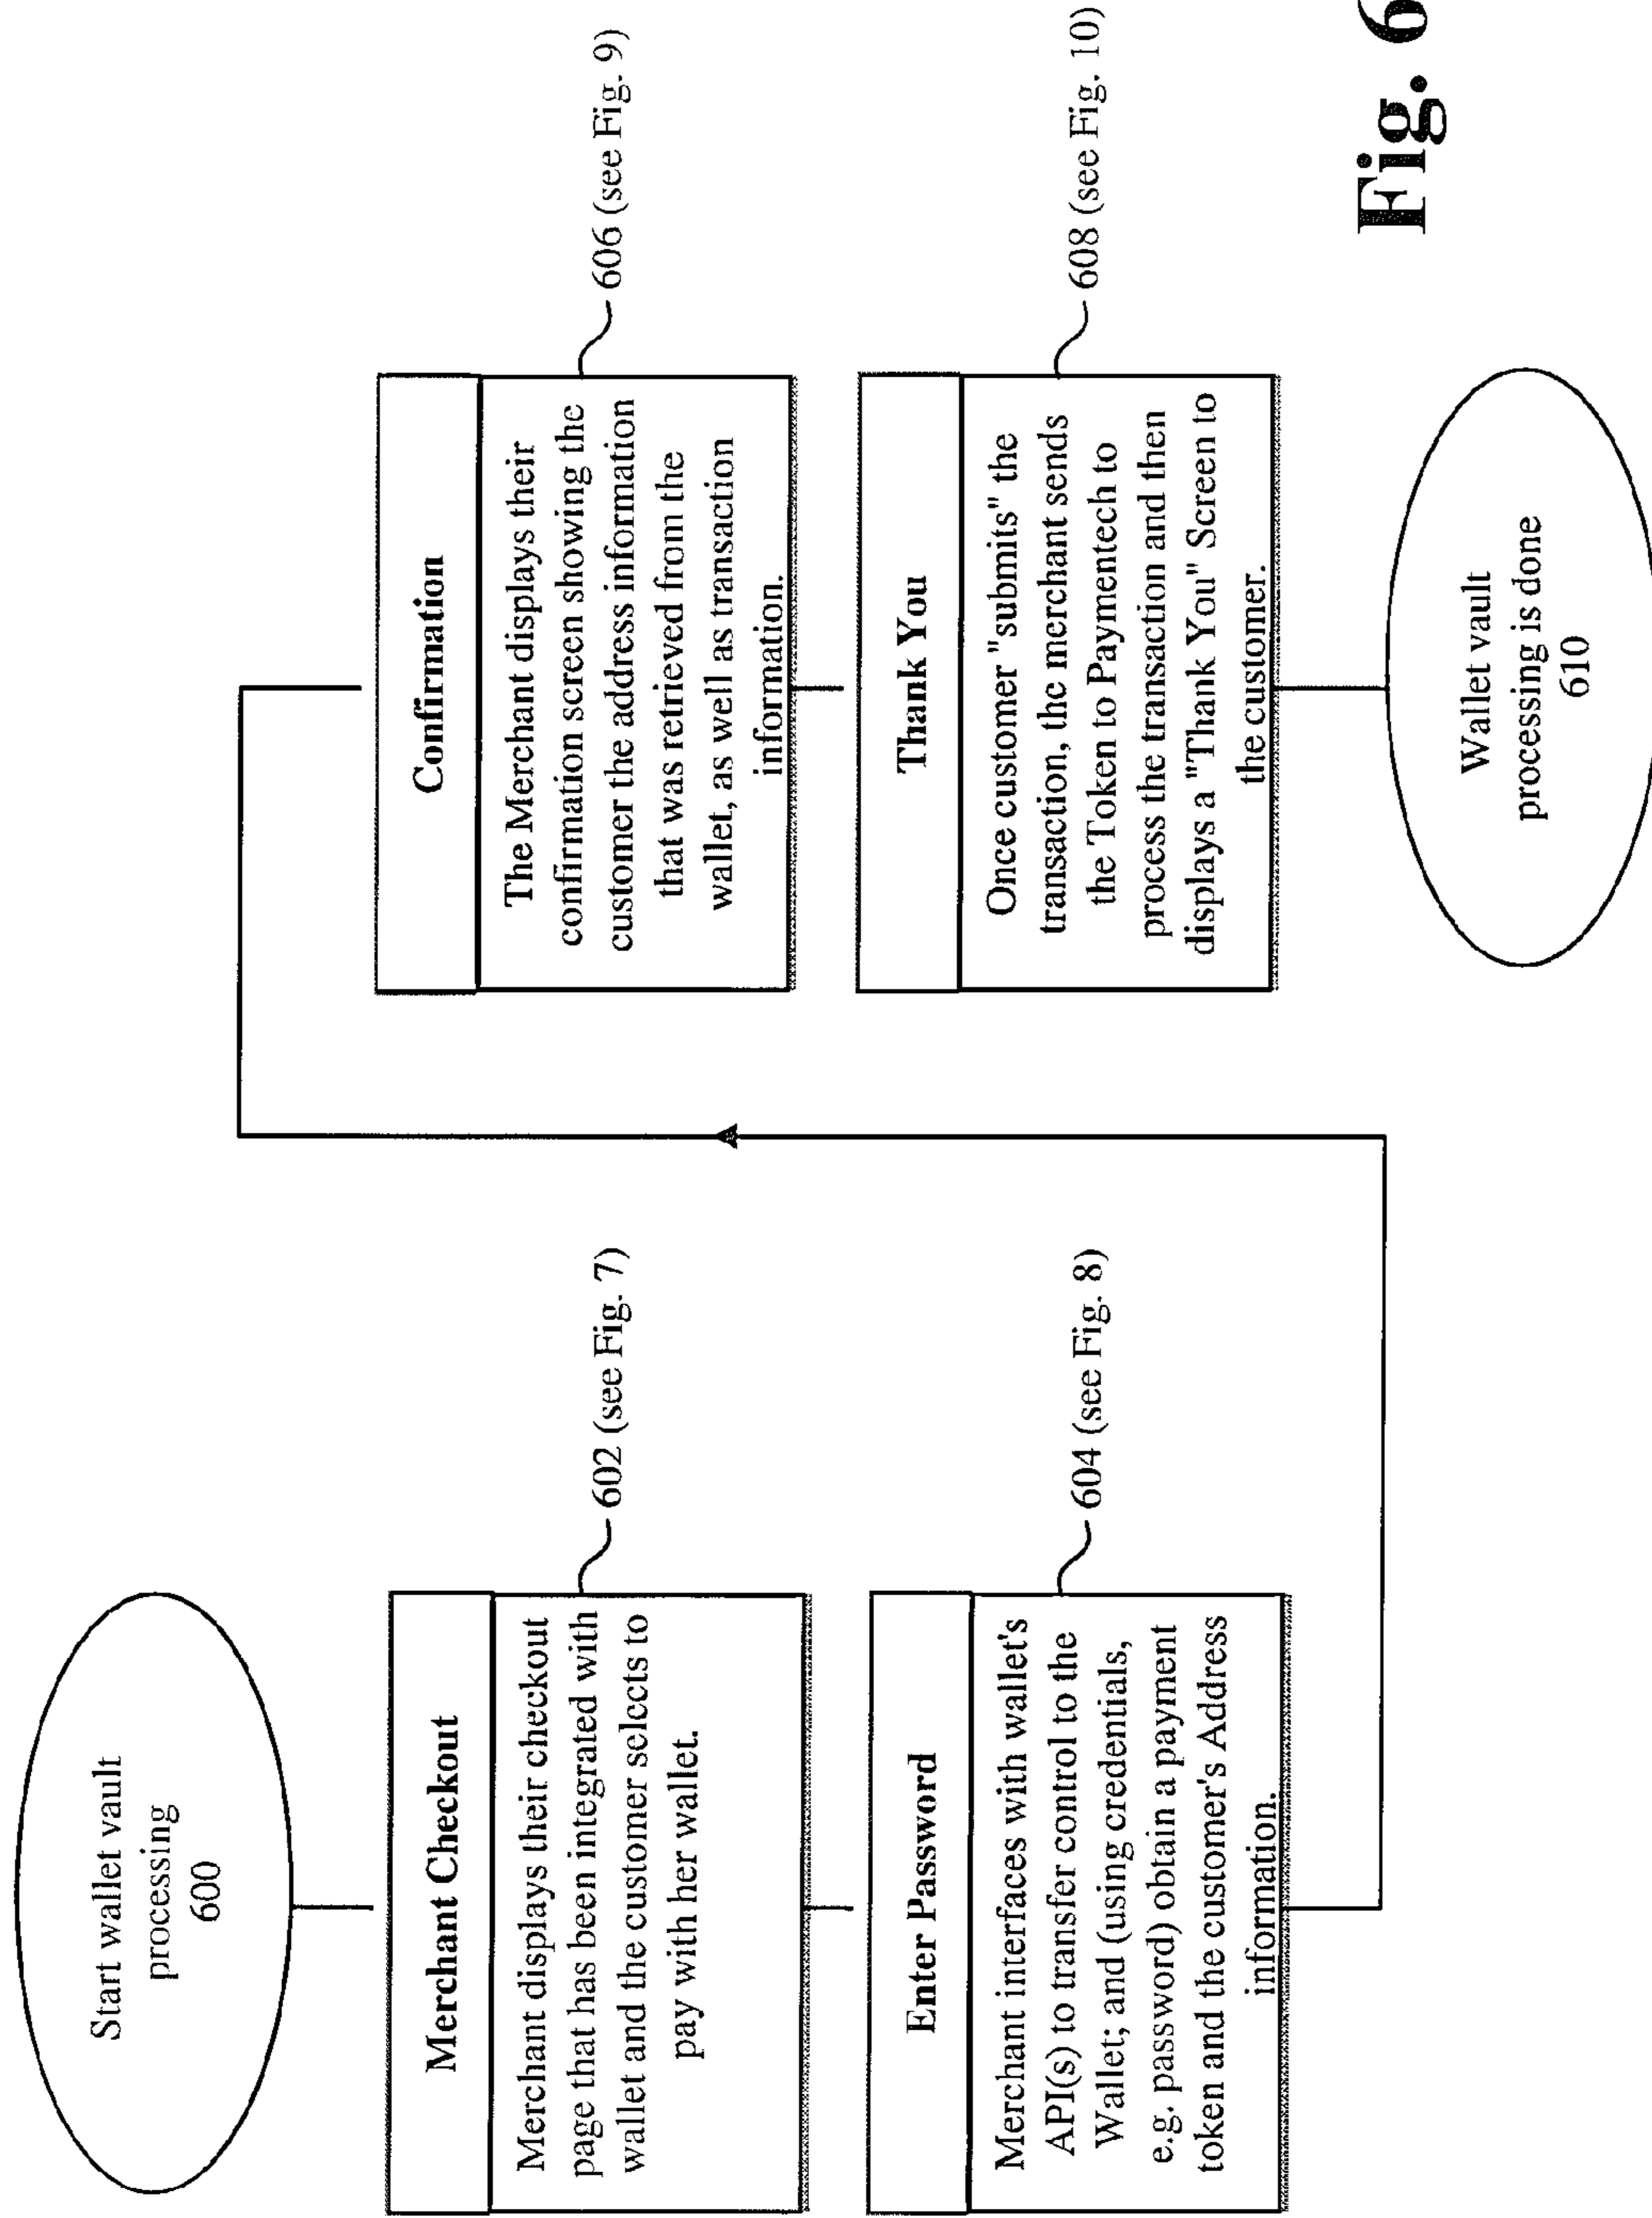 Start wallet vault
processing
600
Merchant Checkout
Merchant displays their checkout
page that has been integrated with
wallet and the customer selects to
pay with her wallet.
602 (see Fig. 7)
Enter Password
Merchant interfaces with wallet's
API(s) to transfer control to the
Wallet; and (using credentials,
e.g. password) obtain a payment
token and the customer's Address
information.
604 (see Fig. 8)
Confirmation
The Merchant displays their
confirmation screen showing the
customer the address information
that was retrieved from the
wallet, as well as transaction
information.
606 (see Fig. 9)
Thank You
Once customer "submits" the
transaction, the merchant sends
the Token to Paymentech to
process the transaction and then
displays a "Thank You" Screen to
the customer.
608 (see Fig. 10)
Wallet vault
processing is done
610
Fig. 6